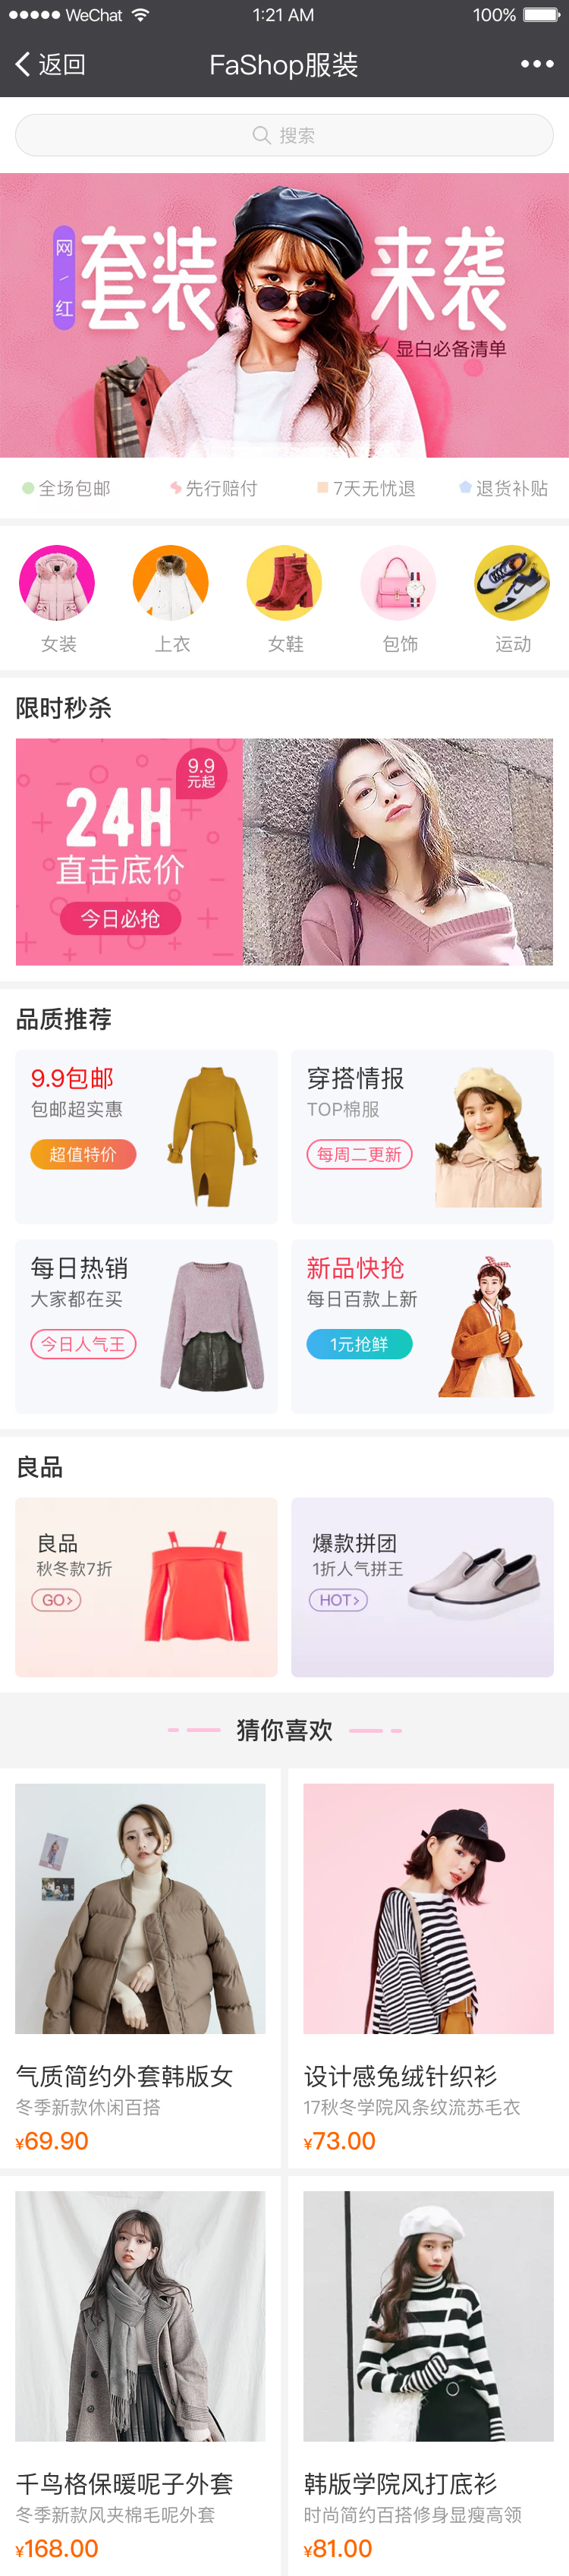 WeChat 1:21 AM 100%
返回 FaShop服装
搜索
网/红 套装 来袭
显白必备清单
全场包邮 先行赔付 7天无忧退 退货补贴
女装 上衣 女鞋 包饰 运动
限时秒杀
9.9
元起
24H
直击底价
今日必抢
品质推荐
9.9包邮
包邮超实惠
超值特价
穿搭情报
TOP棉服
每周二更新
每日热销
大家都在买
今日人气王
新品快抢
每日百款上新
1元抢鲜
良品
良品
秋冬款7折
GO>
爆款拼团
1折人气拼王
HOT>
猜你喜欢
气质简约外套韩版女
冬季新款休闲百搭
¥69.90
设计感兔绒针织衫
17秋冬学院风条纹流苏毛衣
¥73.00
千鸟格保暖呢子外套
冬季新款风夹棉毛呢外套
¥168.00
韩版学院风打底衫
时尚简约百搭修身显瘦高领
¥81.00